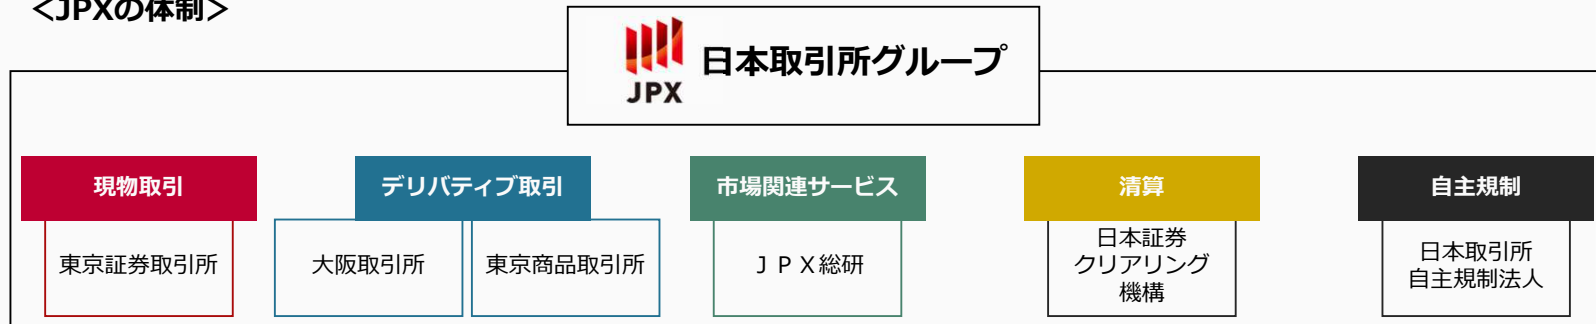 ＜JPXの体制＞
JPX
日本取引所グループ
現物取引
デリバティブ取引
市場関連サービス
清算
自主規制
東京証券取引所
大阪取引所
東京商品取引所
ＪＰＸ総研
日本証券
クリアリング
機構
日本取引所
自主規制法人